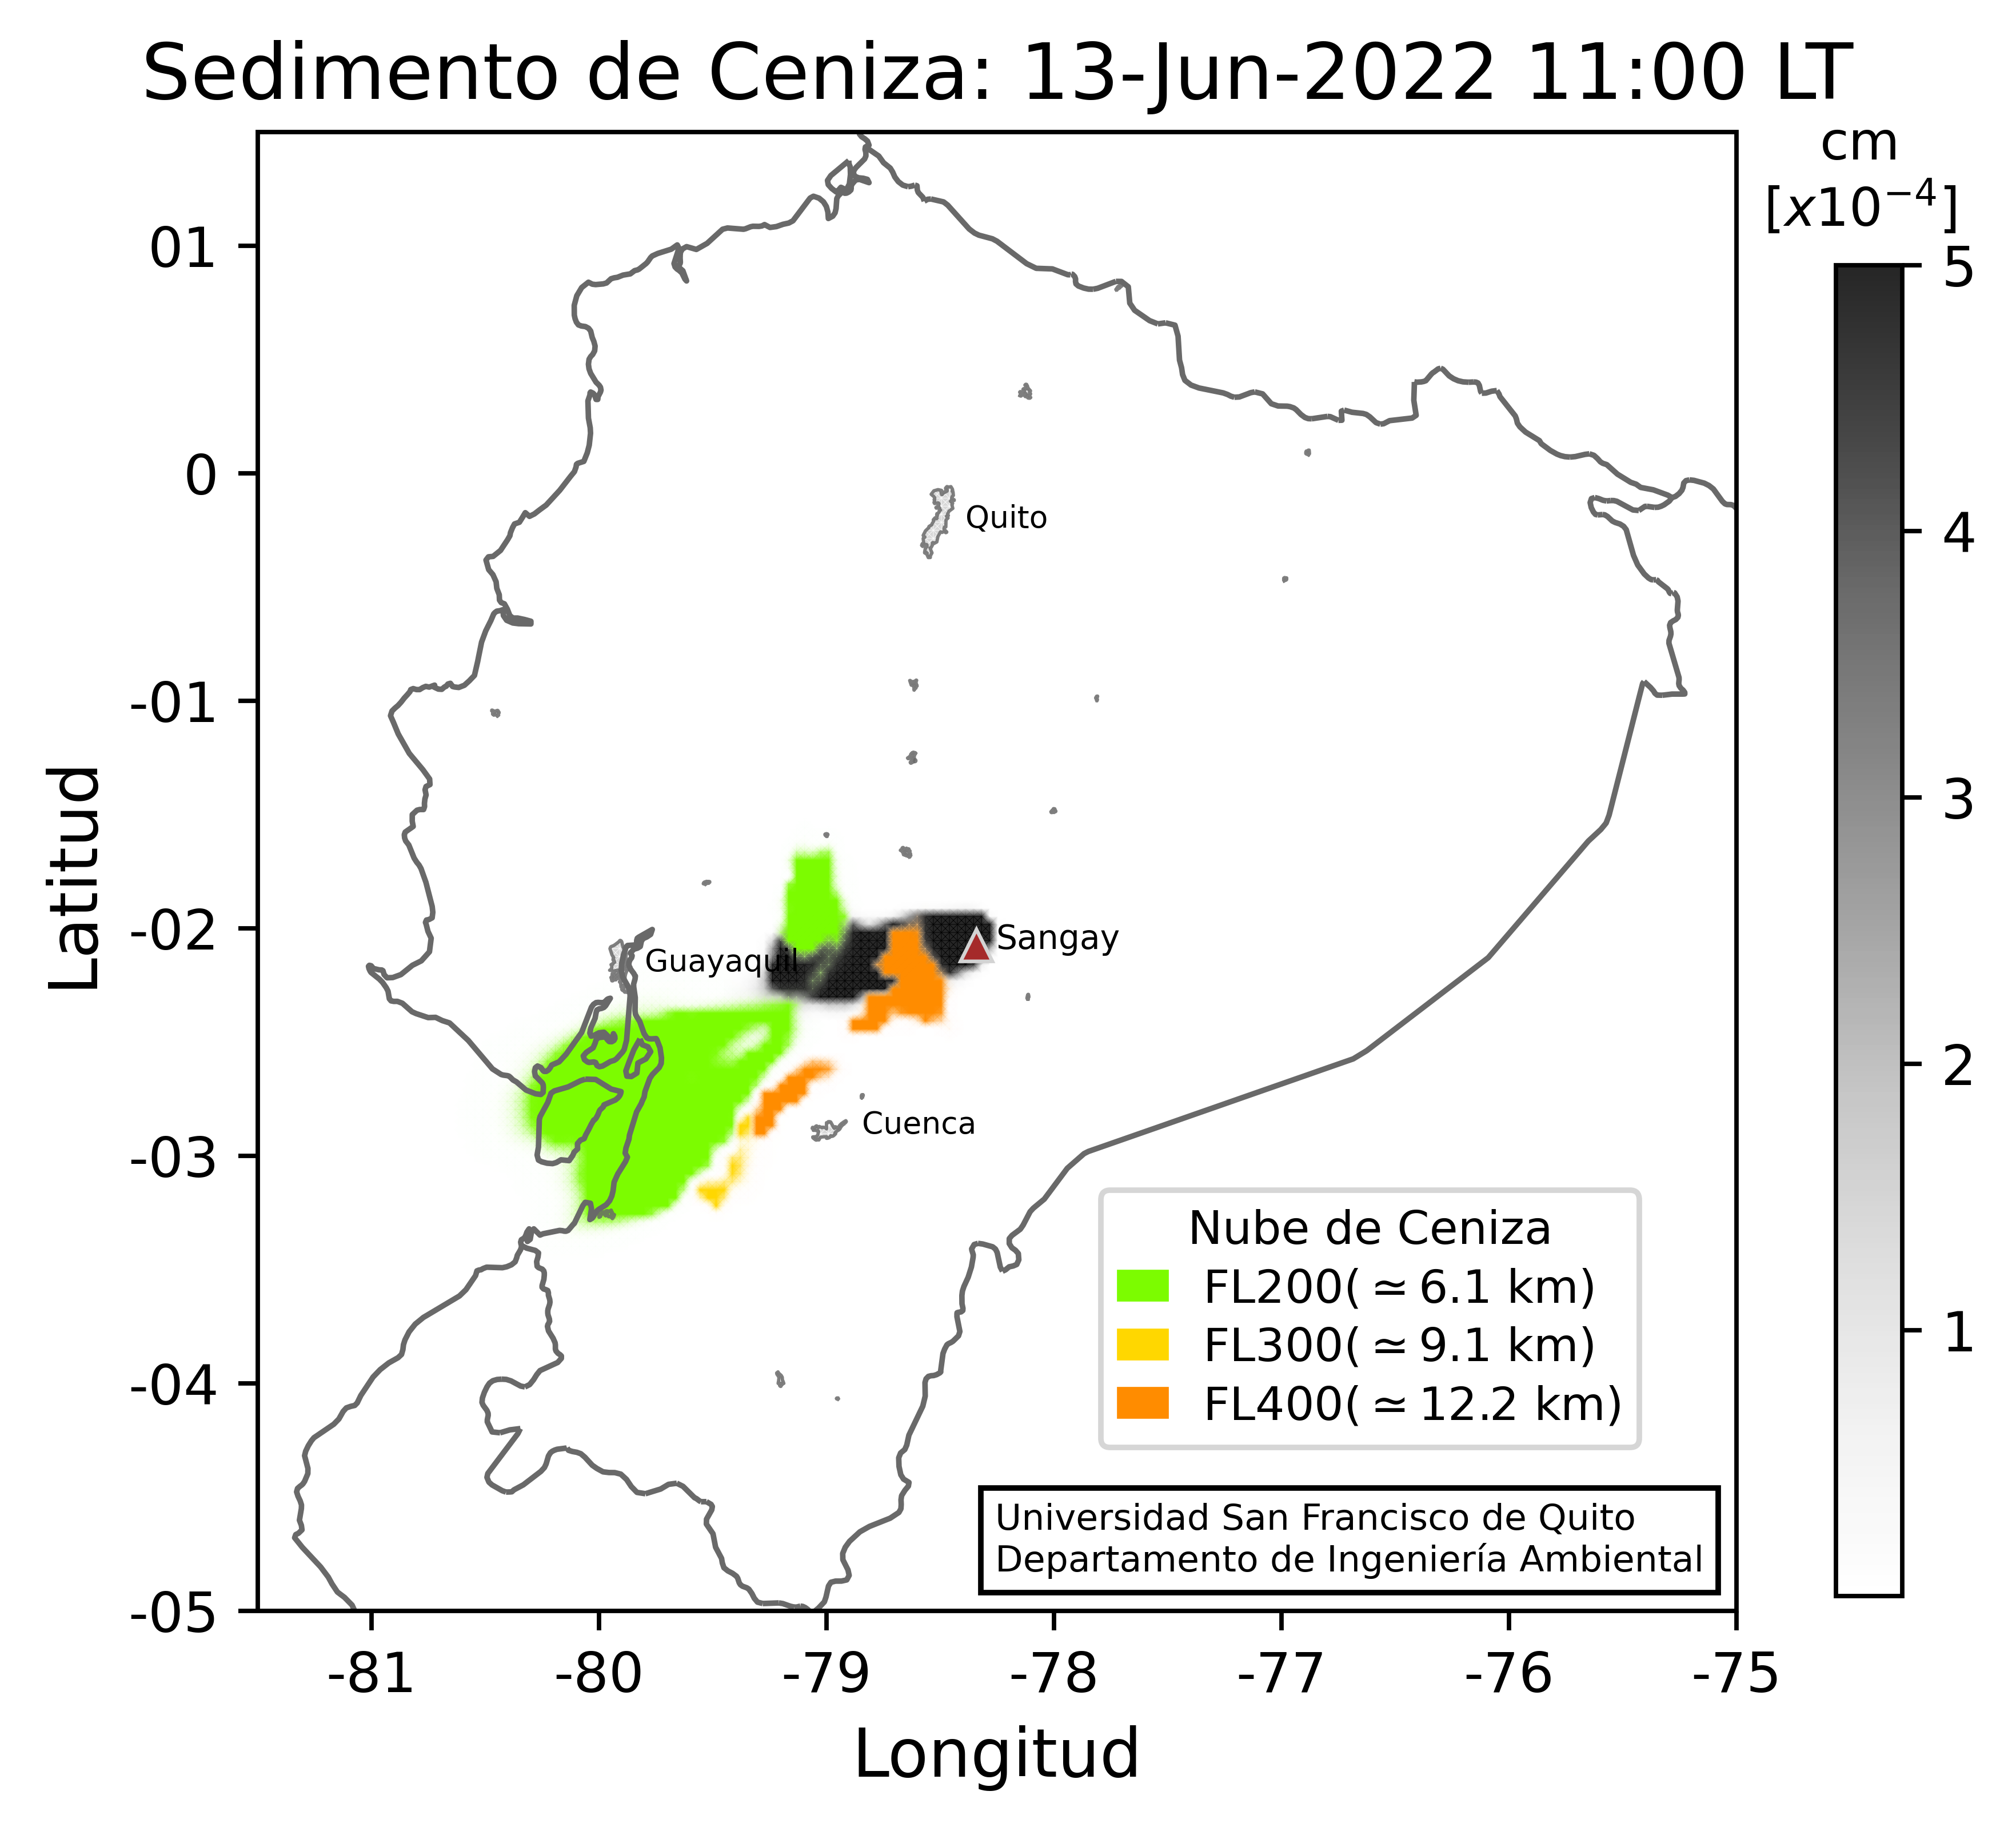 Sedimento de Ceniza: 13-Jun-2022 11:00 LT
cm
[x10⁻⁴]
5
4
3
2
1
01
0
-01
-02
-03
-04
-05
Latitud
Quito
Sangay
Guayaquil
Cuenca
Nube de Ceniza
FL200(≃6.1 km)
FL300(≃9.1 km)
FL400(≃12.2 km)
Universidad San Francisco de Quito
Departamento de Ingeniería Ambiental
-81 -80 -79 -78 -77 -76 -75
Longitud